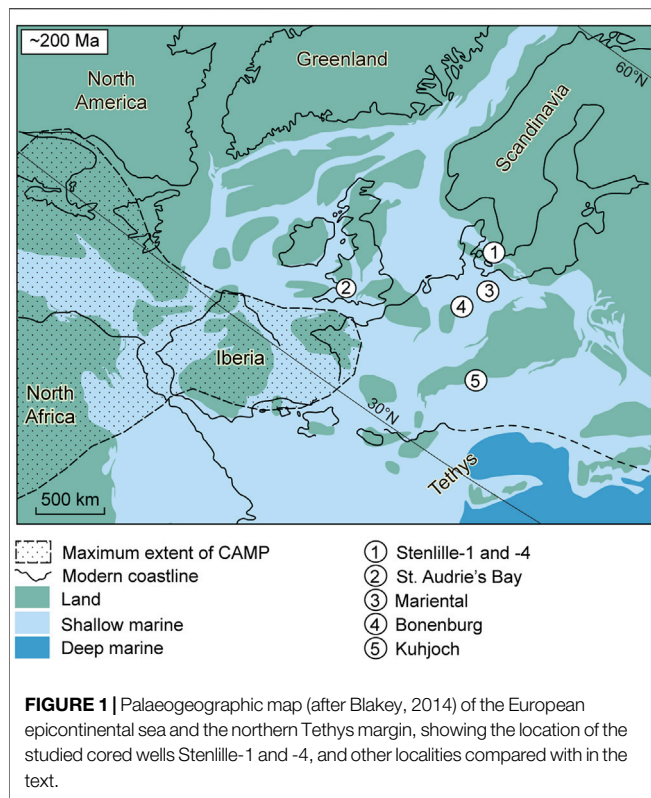 ~200 Ma
North
America
Greenland
60°N
Scandinavia
1
2
3
4
5
Iberia
North
Africa
30°N
Tethys
500 km
Maximum extent of CAMP
Modern coastline
Land
Shallow marine
Deep marine
1 Stenlille-1 and -4
2 St. Audrie's Bay
3 Mariental
4 Bonenburg
5 Kuhjoch
FIGURE 1 | Palaeogeographic map (after Blakey, 2014) of the European
epicontinental sea and the northern Tethys margin, showing the location of the
studied cored wells Stenlille-1 and -4, and other localities compared with in the
text.